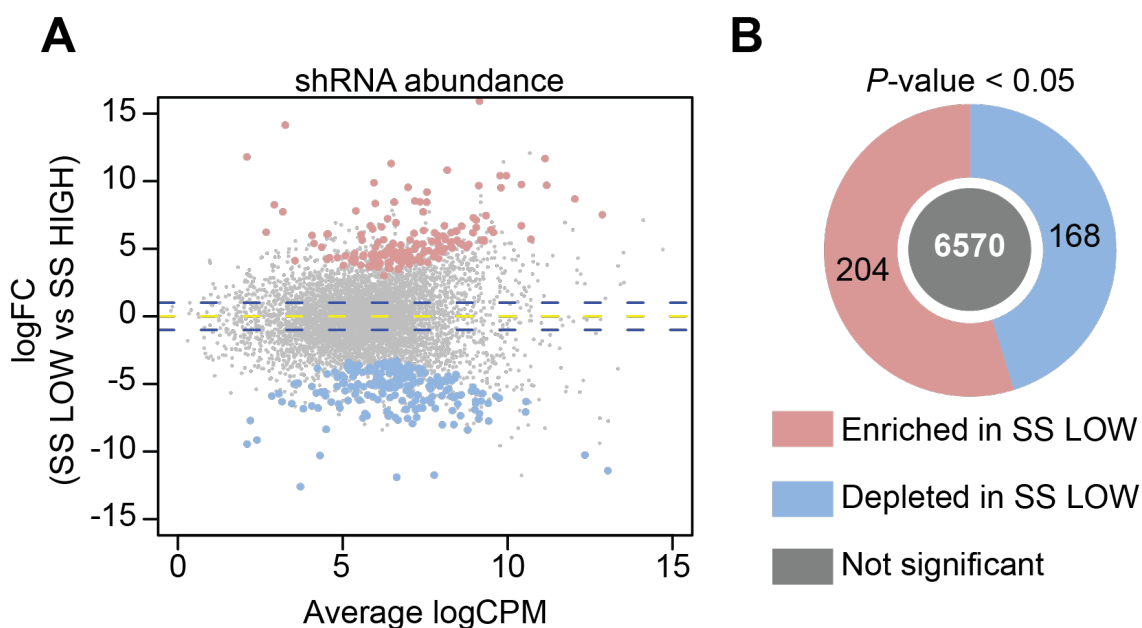 A
shRNA abundance
logFC
(SS LOW vs SS HIGH)
15
10
5
0
-5
-10
-15
0
5
10
15
Average logCPM
B
P-value < 0.05
204
6570
168
Enriched in SS LOW
Depleted in SS LOW
Not significant